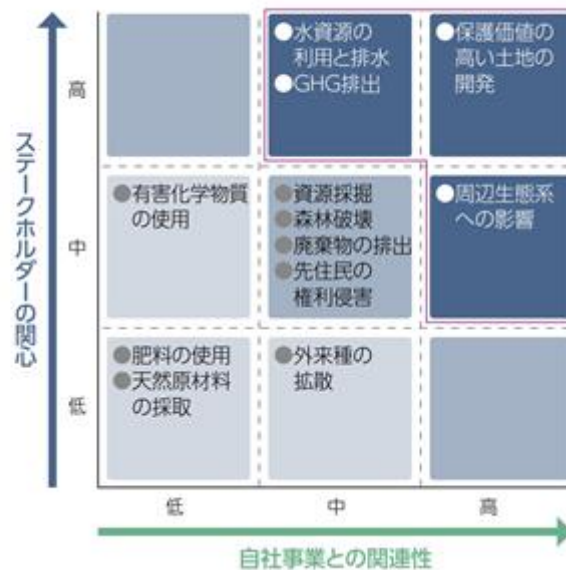 ステークホルダーの関心
高
中
低
●水資源の
利用と排水
●GHG排出
●保護価値の
高い土地の
開発
●有害化学物質
の使用
●資源採掘
●森林破壊
●廃棄物の排出
●先住民の
権利侵害
●周辺生態系
への影響
●肥料の使用
●天然原材料
の採取
●外来種の
拡散
低
中
高
自社事業との関連性